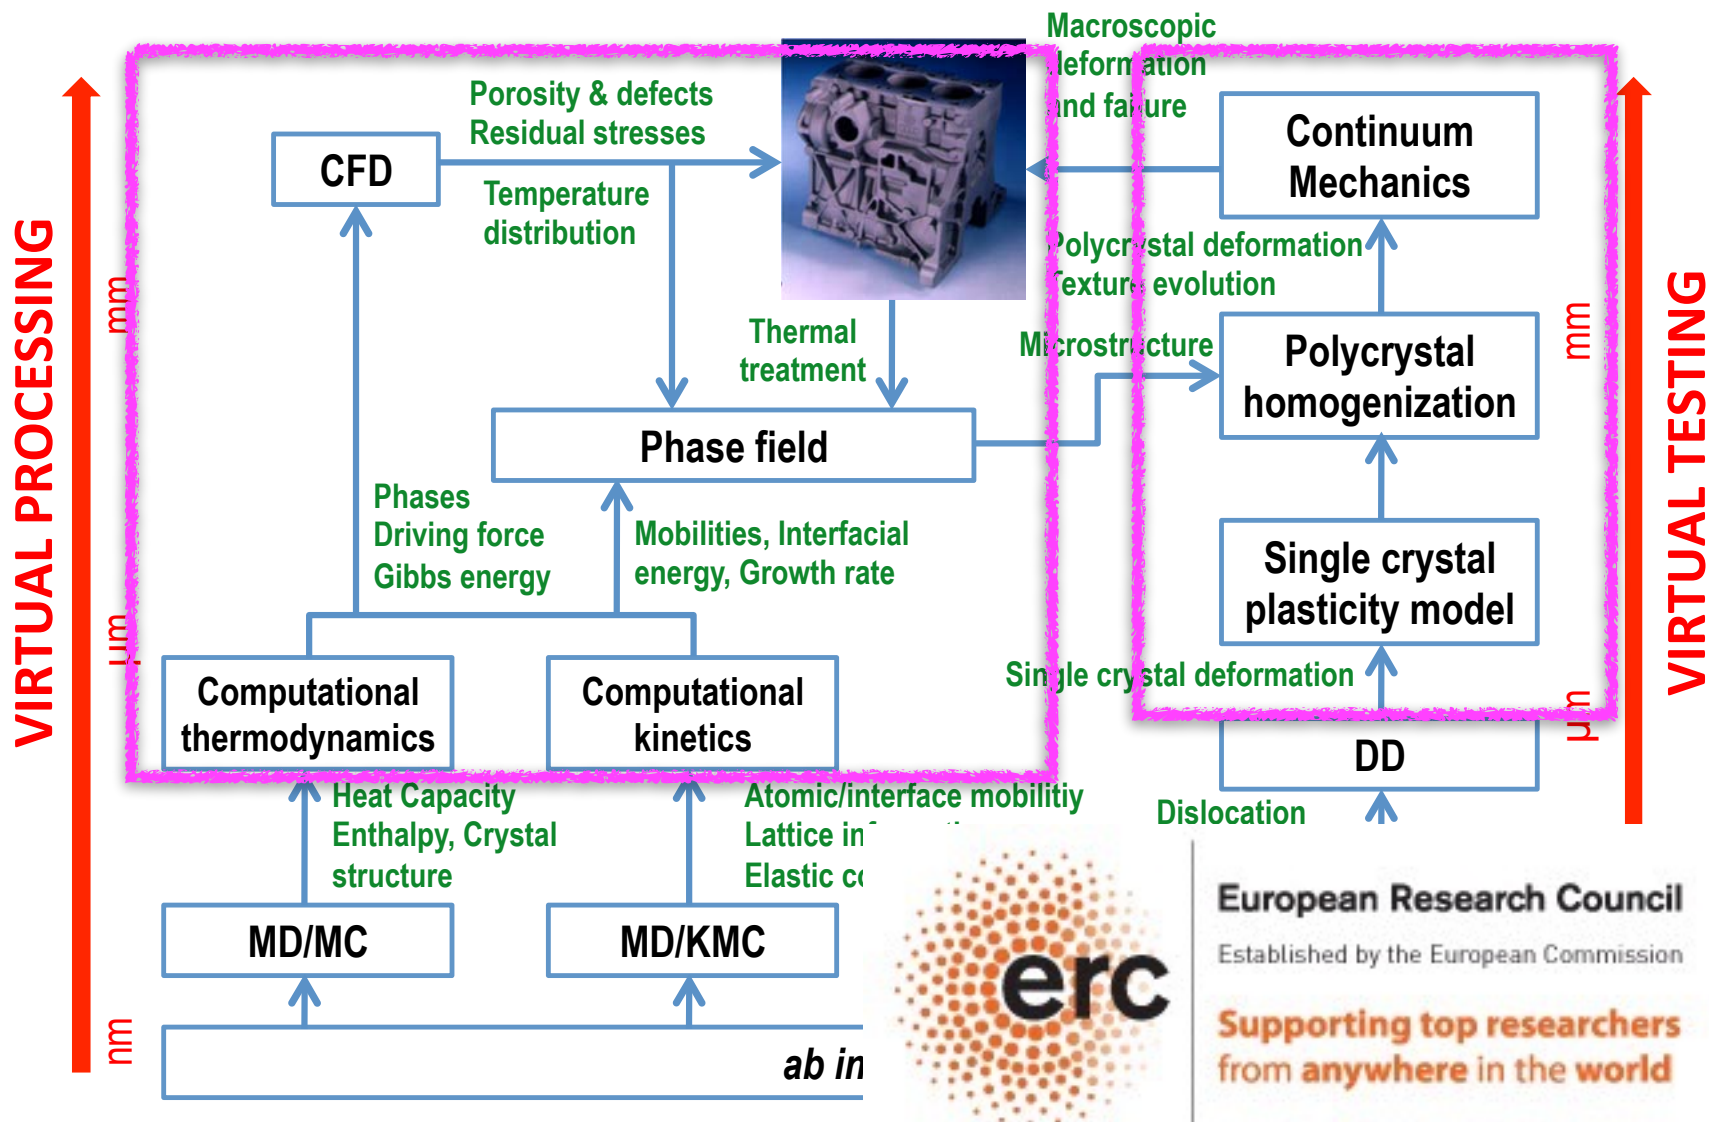 VIRTUAL PROCESSING
mm
µm
nm
Porosity & defects
Residual stresses
CFD
Temperature
distribution
Thermal
treatment
Phase field
Phases
Driving force
Gibbs energy
Mobilities, Interfacial
energy, Growth rate
Computational
thermodynamics
Computational
kinetics
Heat Capacity
Enthalpy, Crystal
structure
Atomic/interface mobilitiy
Lattice
Elastic
MD/MC
MD/KMC
ab in
Macroscopic
deformation
and failure
Continuum
Mechanics
Polycrystal deformation
Texture evolution
Microstructure
Polycrystal
homogenization
Single crystal
plasticity model
Single crystal deformation
DD
Dislocation
mm
µm
VIRTUAL TESTING
erc
European Research Council
Established by the European Commission
Supporting top researchers
from anywhere in the world